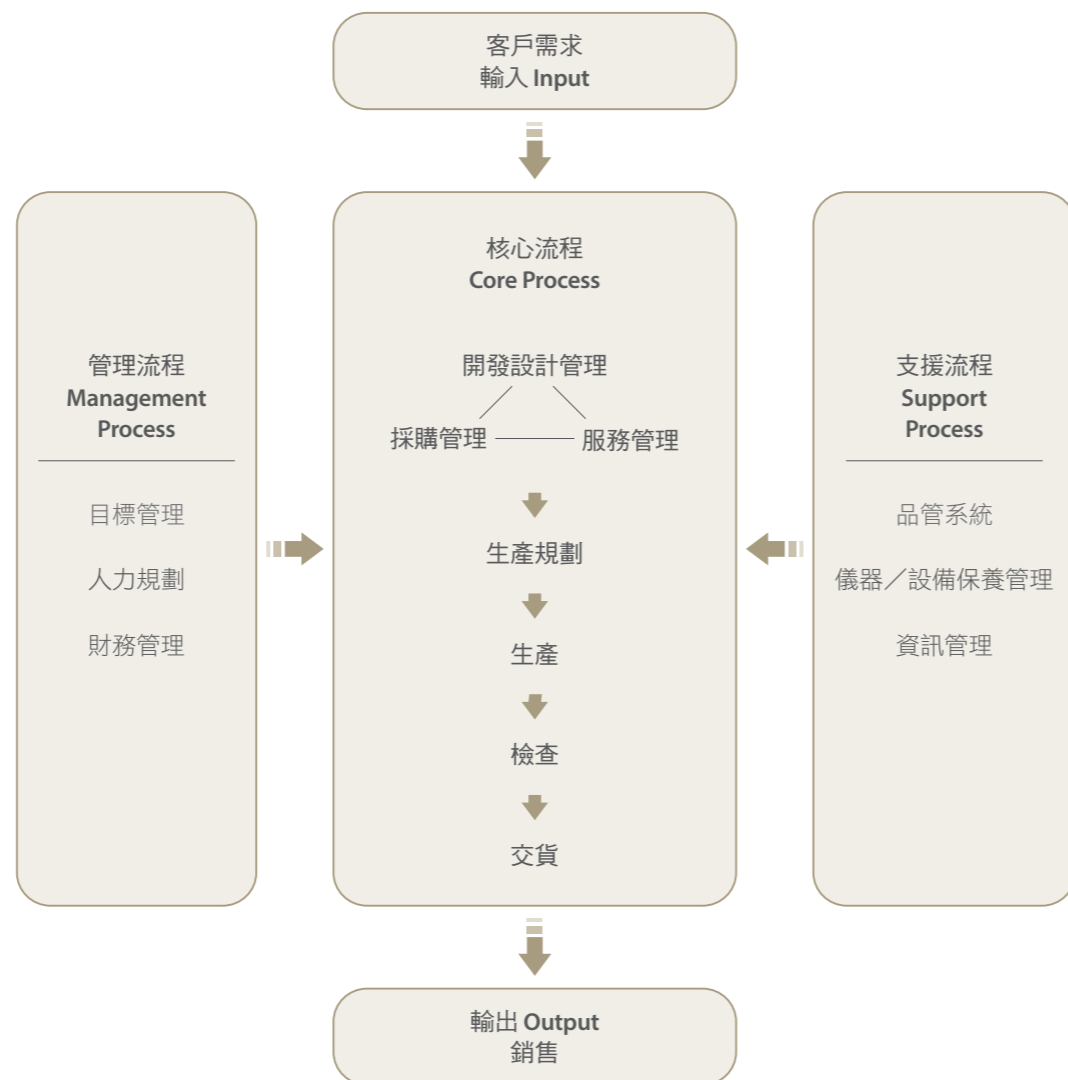 客戶需求
輸入 Input
管理流程
Management
Process
目標管理
人力規劃
財務管理
核心流程
Core Process
開發設計管理
採購管理
服務管理
生產規劃
生產
檢查
交貨
支援流程
Support
Process
品管系統
儀器／設備保養管理
資訊管理
輸出 Output
銷售